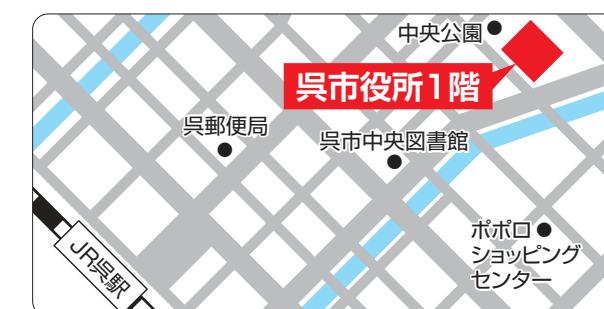 中央公園
呉市役所1階
呉郵便局
呉市中央図書館
ポポロ
ショッピング
センター
JR呉駅